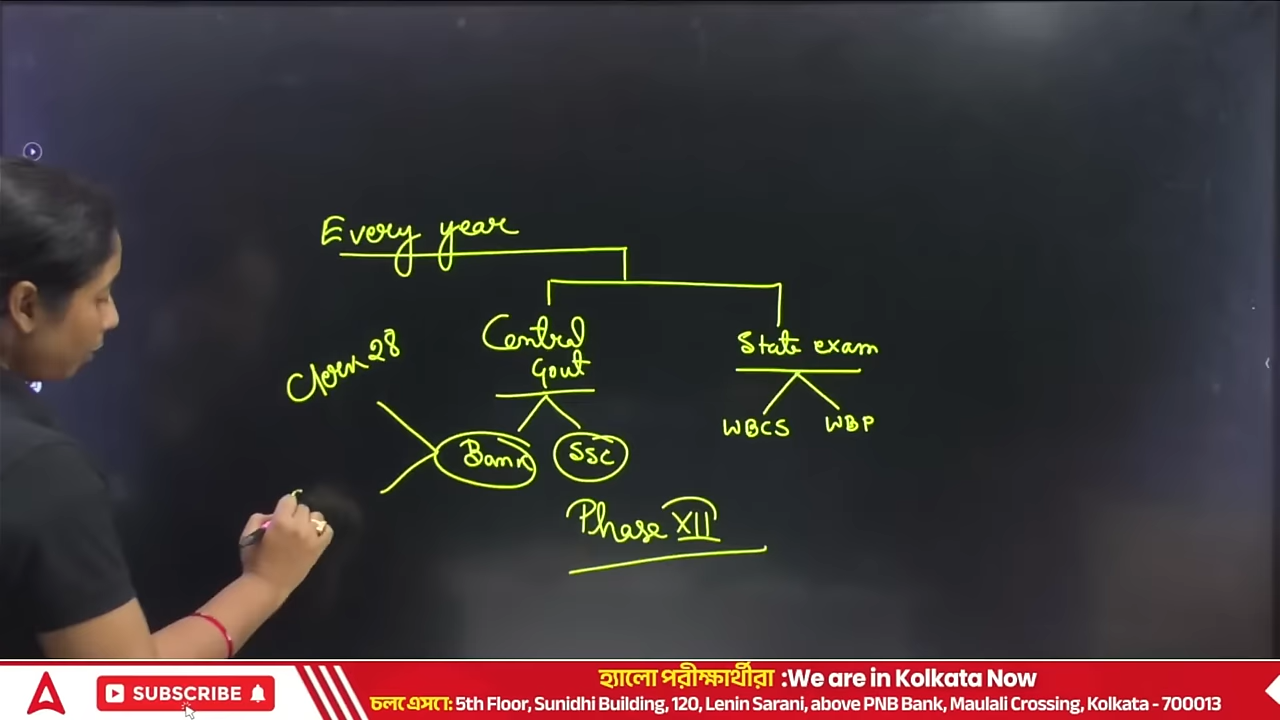 Every year
Central
Govt
State exam
Clerk 28
Bank
SSC
WBCS
WBP
Phase XII
SUBSCRIBE
হ্যালো পরীক্ষার্থীরা :We are in Kolkata Now
চলে এসো: 5th Floor, Sunidhi Building, 120, Lenin Sarani, above PNB Bank, Maulali Crossing, Kolkata - 700013